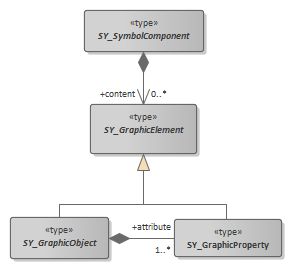 «type»
SY_SymbolComponent
+content
0..*
«type»
SY_GraphicElement
«type»
SY_GraphicObject
+attribute
1..*
«type»
SY_GraphicProperty